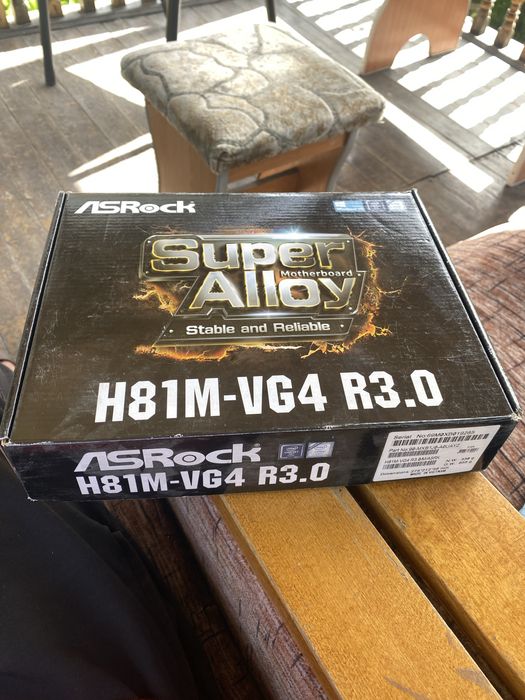 ASRock
Super
Alloy
Motherboard
Stable and Reliable
H81M-VG4 R3.0
ASRock
H81M-VG4 R3.0